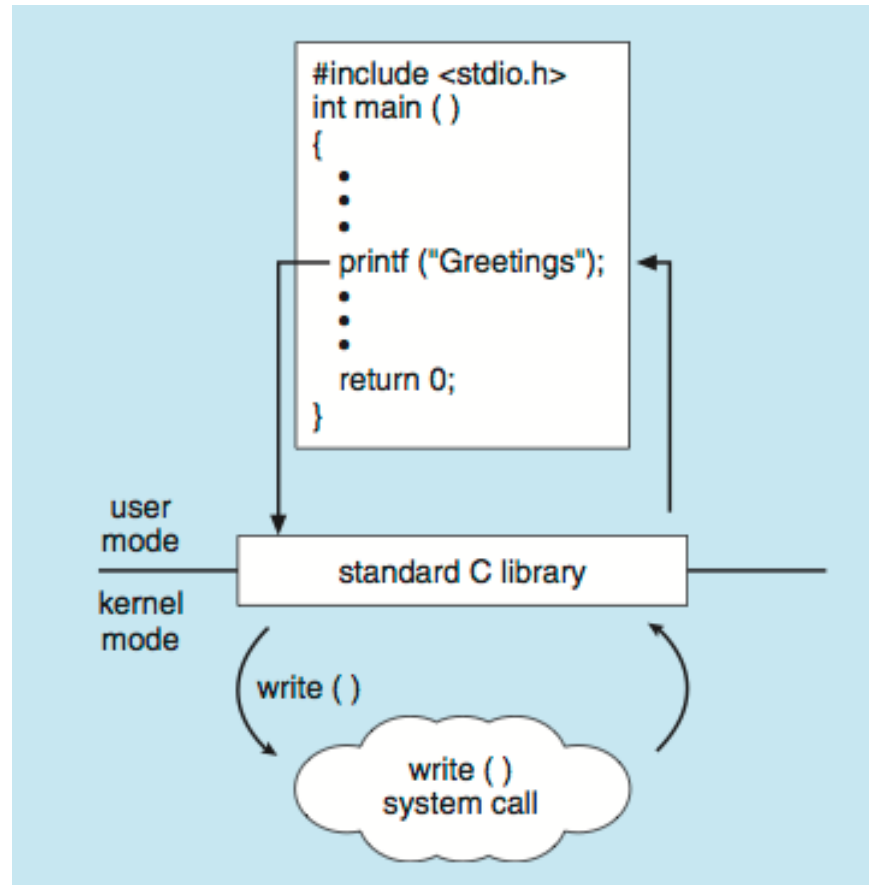 #include <stdio.h>
int main ( )
{
•
•
•
printf ("Greetings");
•
•
•
return 0;
}
user
mode
standard C library
kernel
mode
write ( )
write ( )
system call